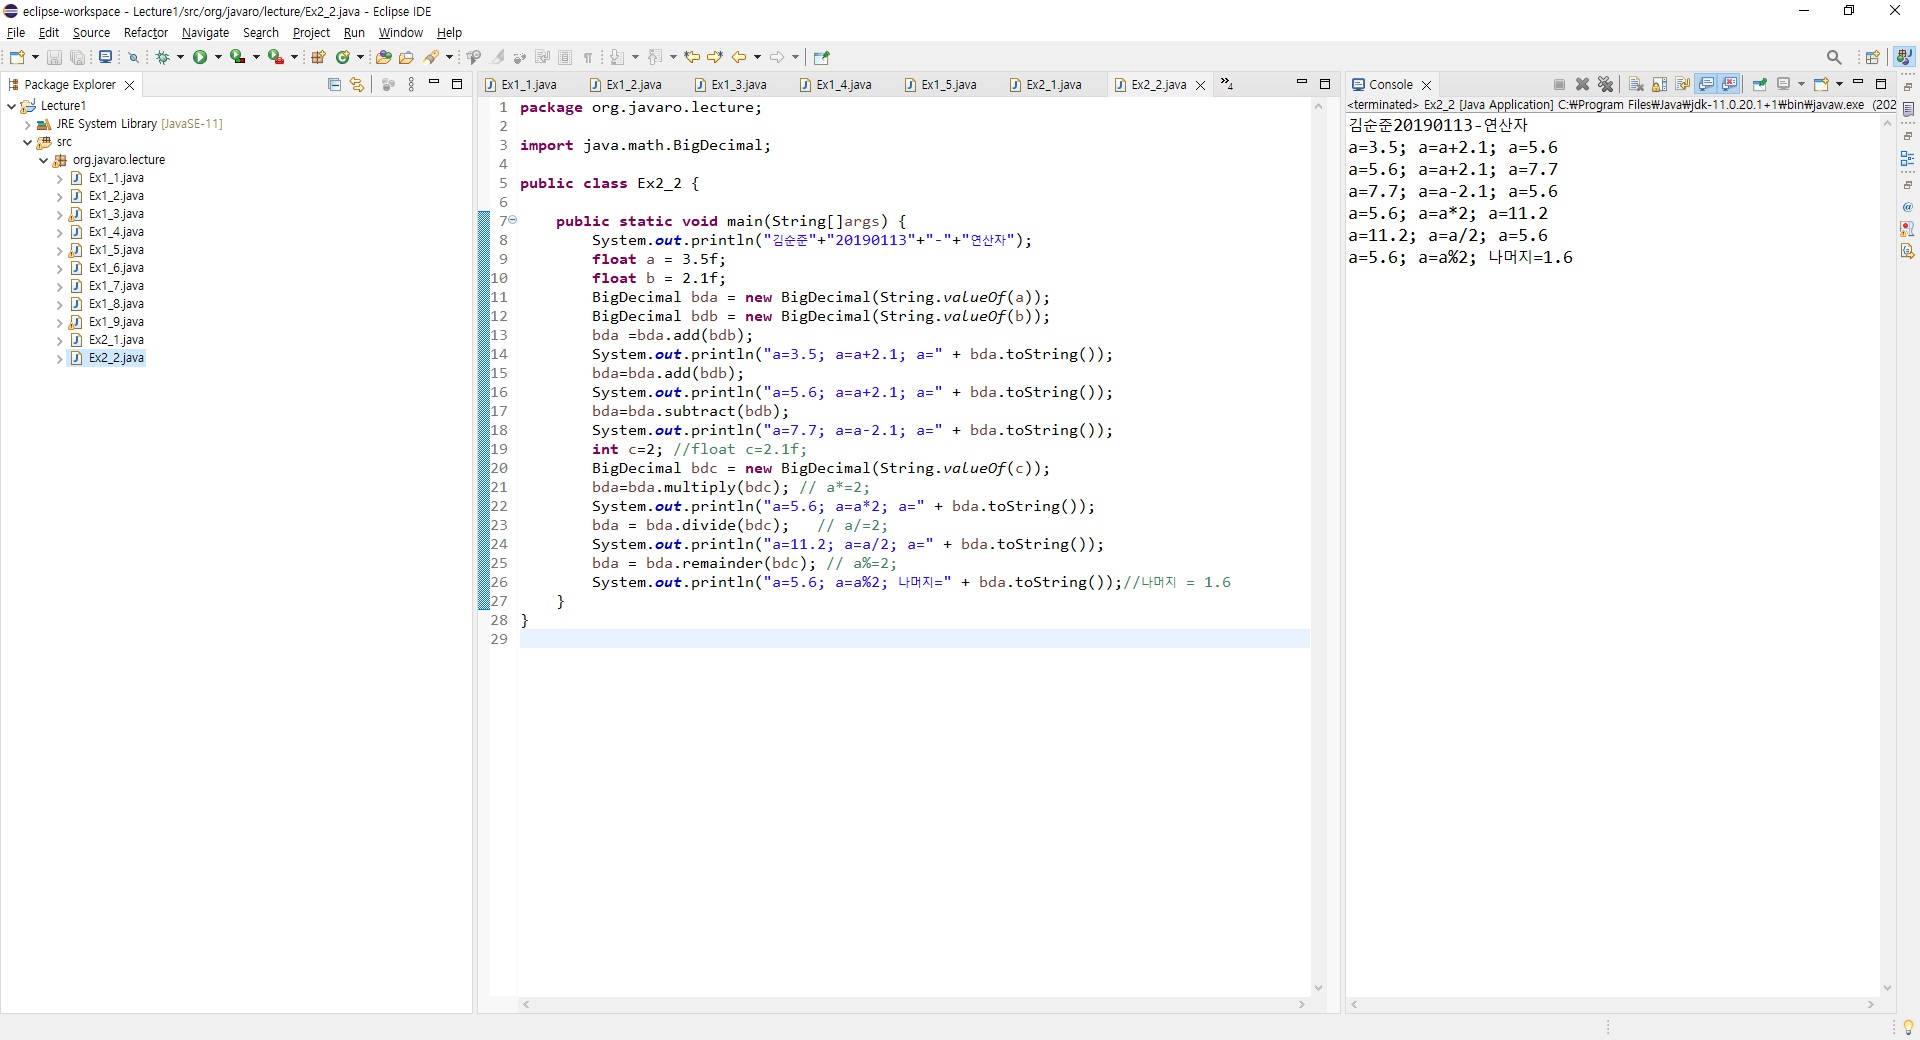 eclipse-workspace - Lecture1/src/org/javaro/lecture/Ex2_2.java - Eclipse IDE
File Edit Source Refactor Navigate Search Project Run Window Help
Package Explorer
Lecture1
JRE System Library [JavaSE-11]
src
org.javaro.lecture
Ex1_1.java
Ex1_2.java
Ex1_3.java
Ex1_4.java
Ex1_5.java
Ex1_6.java
Ex1_7.java
Ex1_8.java
Ex1_9.java
Ex2_1.java
Ex2_2.java
Ex1_1.java Ex1_2.java Ex1_3.java Ex1_4.java Ex1_5.java Ex2_1.java Ex2_2.java »4
1 package org.javaro.lecture;
2
3 import java.math.BigDecimal;
4
5 public class Ex2_2 {
6
7     public static void main(String[]args) {
8         System.out.println("김순준"+"20190113"+"-"+"연산자");
9         float a = 3.5f;
10         float b = 2.1f;
11         BigDecimal bda = new BigDecimal(String.valueOf(a));
12         BigDecimal bdb = new BigDecimal(String.valueOf(b));
13         bda =bda.add(bdb);
14         System.out.println("a=3.5; a=a+2.1; a=" + bda.toString());
15         bda=bda.add(bdb);
16         System.out.println("a=5.6; a=a+2.1; a=" + bda.toString());
17         bda=bda.subtract(bdb);
18         System.out.println("a=7.7; a=a-2.1; a=" + bda.toString());
19         int c=2; //float c=2.1f;
20         BigDecimal bdc = new BigDecimal(String.valueOf(c));
21         bda=bda.multiply(bdc); // a*=2;
22         System.out.println("a=5.6; a=a*2; a=" + bda.toString());
23         bda = bda.divide(bdc);   // a/=2;
24         System.out.println("a=11.2; a=a/2; a=" + bda.toString());
25         bda = bda.remainder(bdc); // a%=2;
26         System.out.println("a=5.6; a=a%2; 나머지=" + bda.toString());//나머지 = 1.6
27     }
28 }
29
Console
<terminated> Ex2_2 [Java Application] C:₩Program Files₩Java₩jdk-11.0.20.1+1₩bin₩javaw.exe (202
김순준20190113-연산자
a=3.5; a=a+2.1; a=5.6
a=5.6; a=a+2.1; a=7.7
a=7.7; a=a-2.1; a=5.6
a=5.6; a=a*2; a=11.2
a=11.2; a=a/2; a=5.6
a=5.6; a=a%2; 나머지=1.6